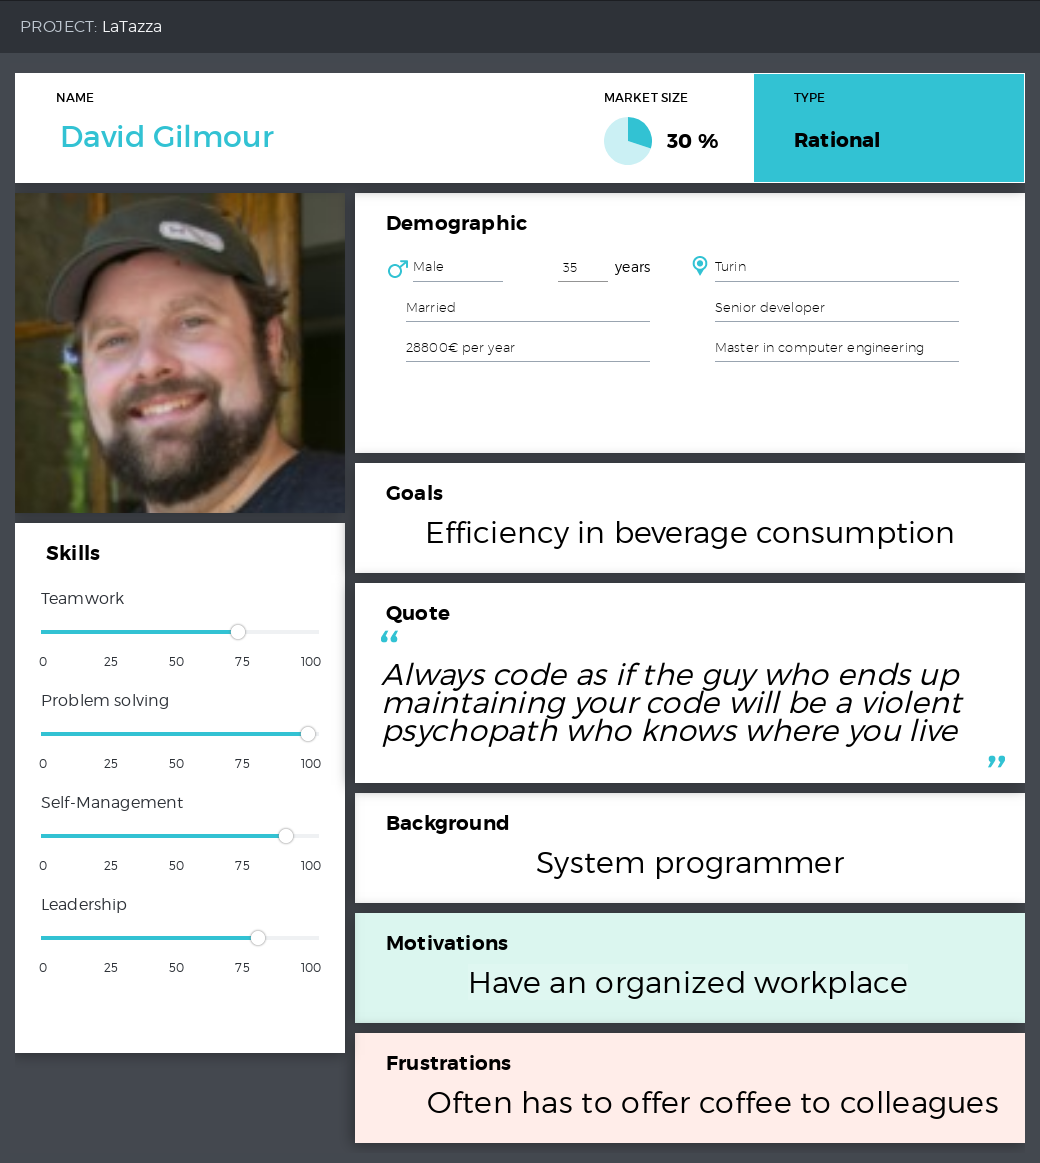 PROJECT: LaTazza
NAME
David Gilmour
MARKET SIZE
30 %
TYPE
Rational
Demographic
Male
35 years
Turin
Married
Senior developer
28800€ per year
Master in computer engineering
Goals
Efficiency in beverage consumption
Skills
Teamwork
0 25 50 75 100
Problem solving
0 25 50 75 100
Self-Management
0 25 50 75 100
Leadership
0 25 50 75 100
Quote
“
Always code as if the guy who ends up
maintaining your code will be a violent
psychopath who knows where you live
”
Background
System programmer
Motivations
Have an organized workplace
Frustrations
Often has to offer coffee to colleagues